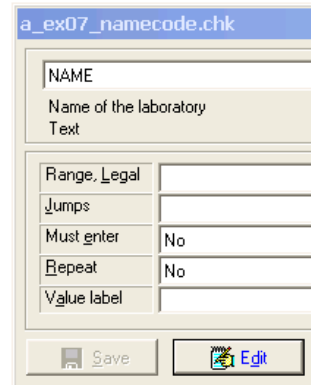 a_ex07_namecode.chk
NAME
Name of the laboratory
Text
Range, Legal
Jumps
Must enter No
Repeat No
Value label
Save Edit